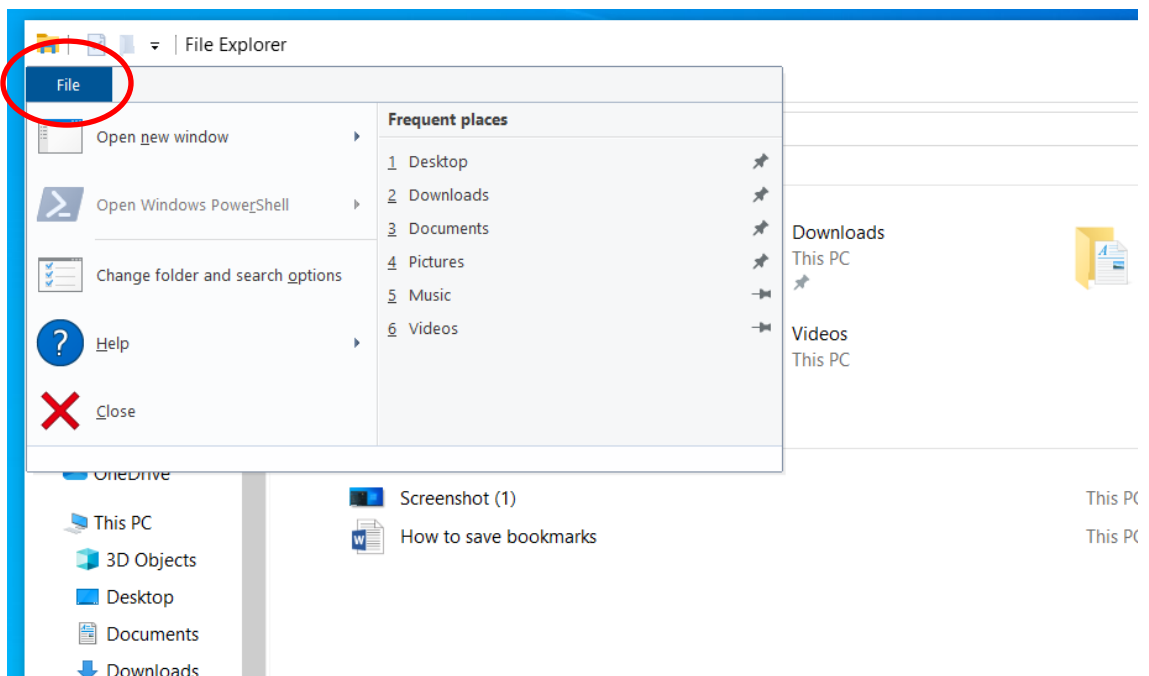 File Explorer
File
Open new window
Open Windows PowerShell
Change folder and search options
Help
Close
Frequent places
1 Desktop
2 Downloads
3 Documents
4 Pictures
5 Music
6 Videos
Downloads
This PC
Videos
This PC
OneDrive
This PC
3D Objects
Desktop
Documents
Downloads
Screenshot (1)
This PC
How to save bookmarks
This PC